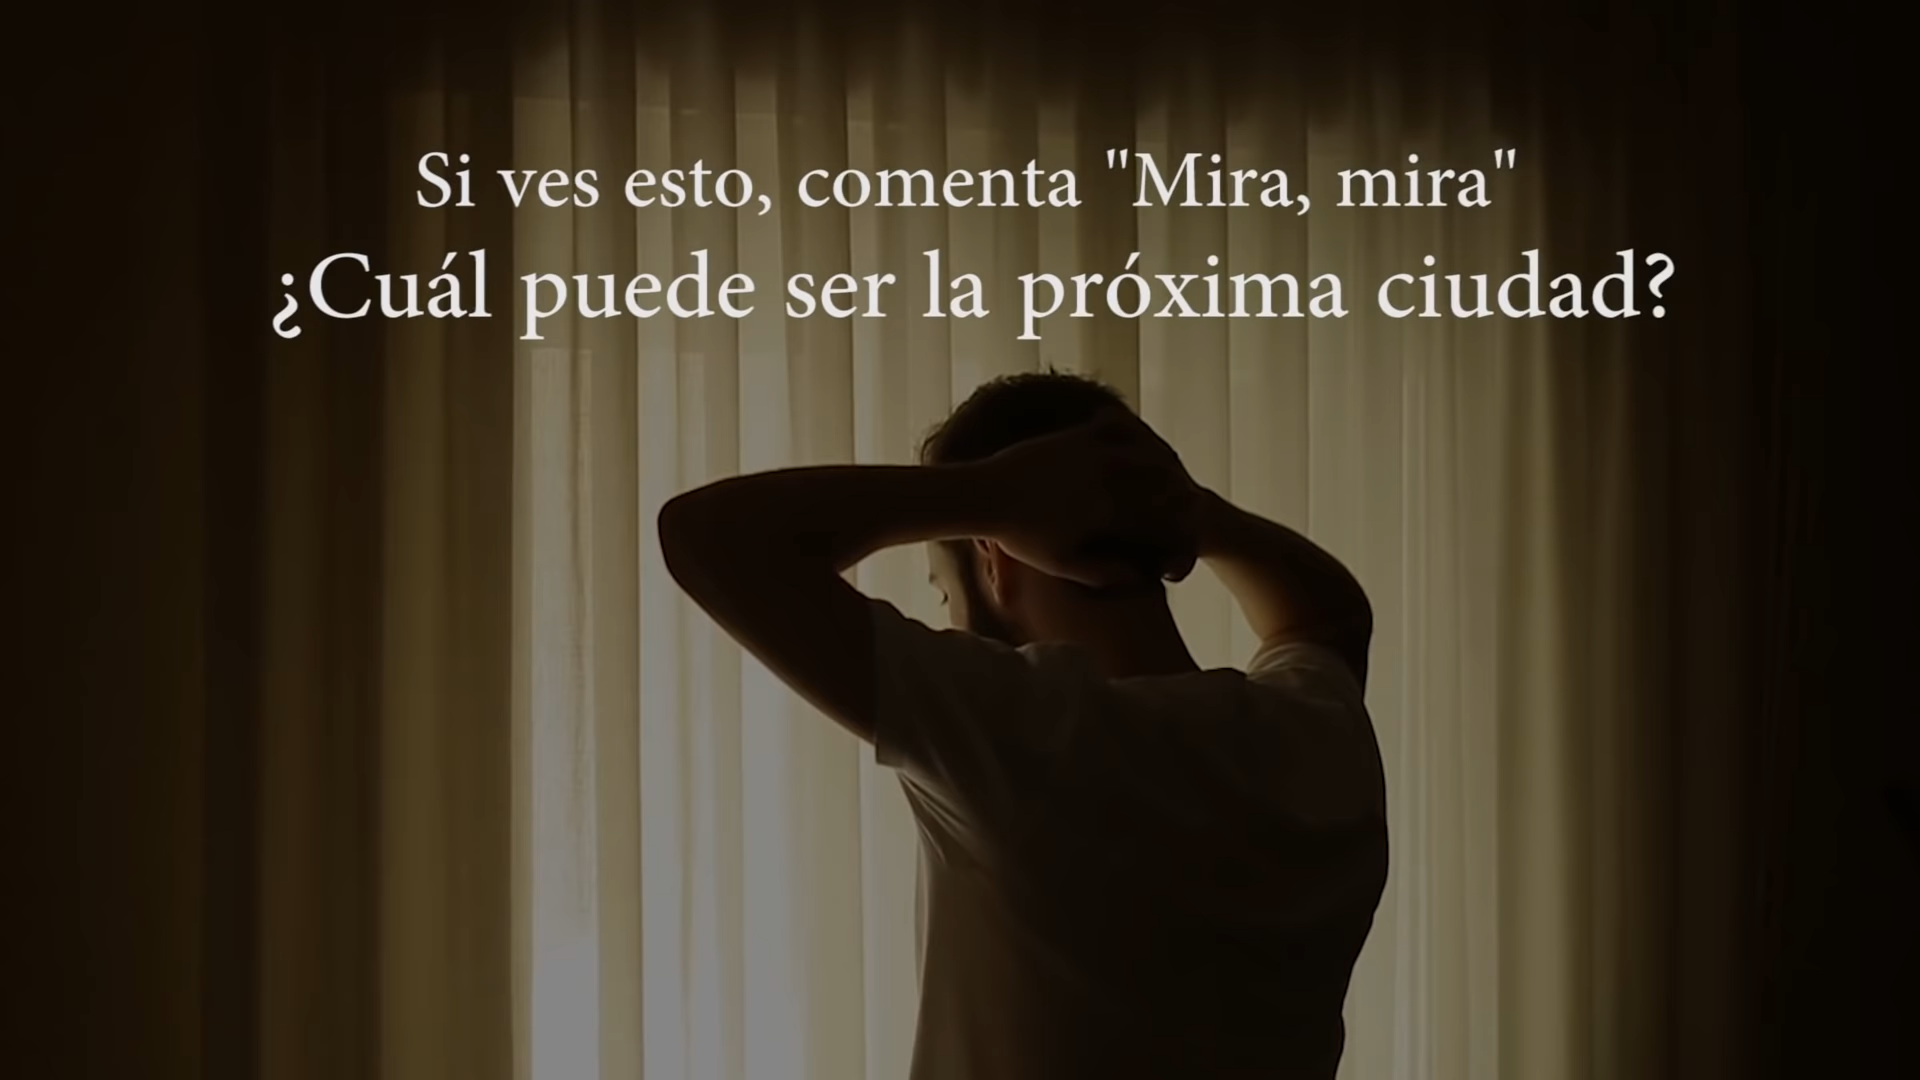 Si ves esto, comenta "Mira, mira"
¿Cuál puede ser la próxima ciudad?